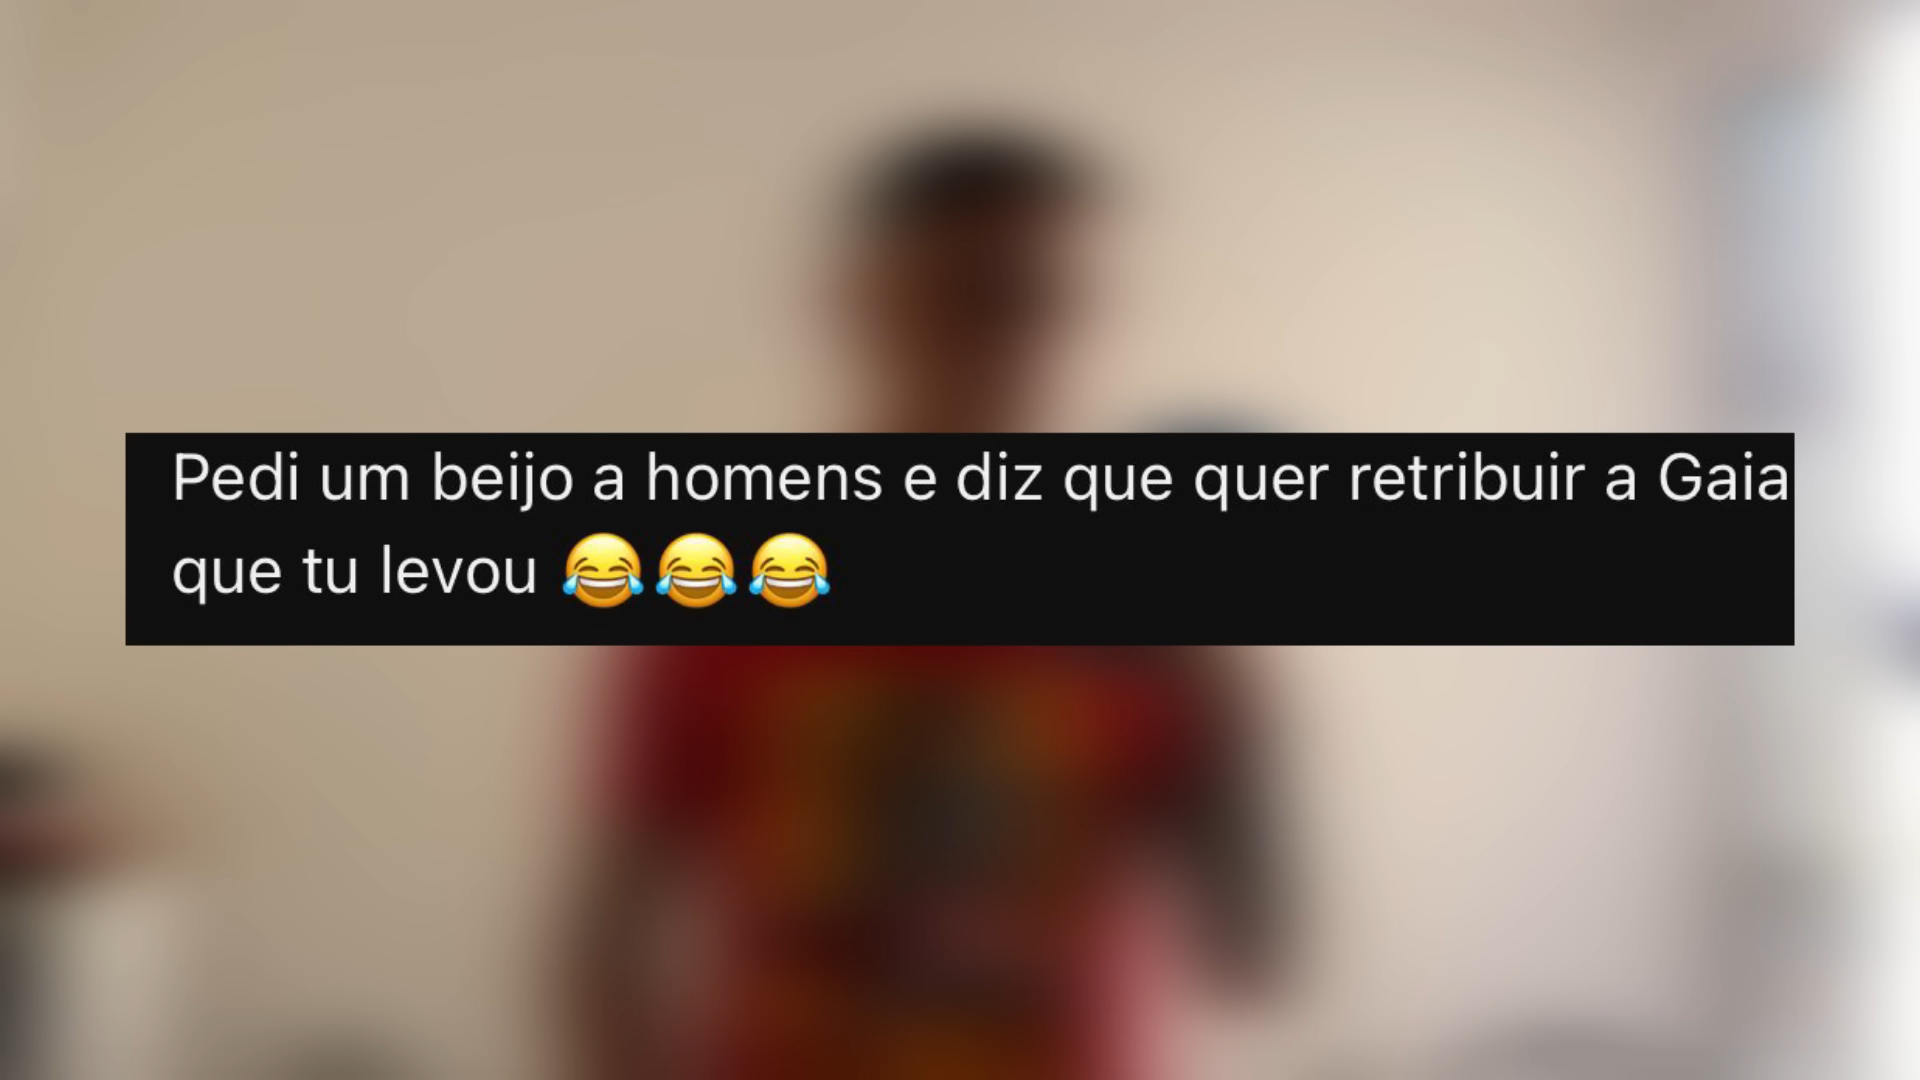 Pedi um beijo a homens e diz que quer retribuir a Gaia
que tu levou 😂😂😂